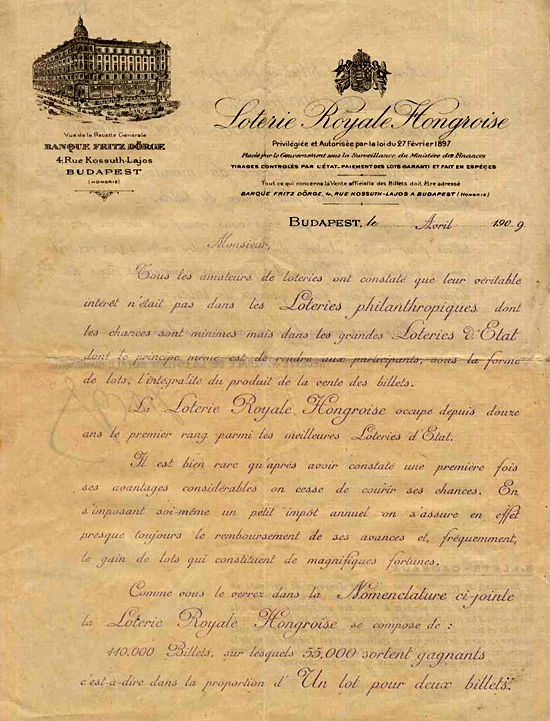 Vue de la Recette Générale
BANQUE FRITZ DÖRGE
4, Rue Kossuth-Lajos
BUDAPEST
(HONGRIE)
Loterie Royale Hongroise
Privilégiée et Autorisée par la loi du 27 Février 1897
Placée par le Gouvernement sous la Surveillance du Ministère des Finances
TIRAGES CONTROLÉS PAR L'ÉTAT. PAIEMENT DES LOTS GARANTI ET FAIT EN ESPÈCES
Tout ce qui concerne la Vente officielle des Billets doit être adressé
BANQUE FRITZ DÖRGE, 4, RUE KOSSUTH-LAJOS A BUDAPEST (HONGRIE)
BUDAPEST, le Avril 1909
Monsieur,
Tous les amateurs de loteries ont constaté que leur véritable
intérêt n'était pas dans les Loteries philanthropiques dont
les chances sont minimes mais dans les grandes Loteries d'Etat
dont le principe même est de rendre aux participants, sous la forme
de lots, l'intégralité du produit de la vente des billets.
La Loterie Royale Hongroise occupe depuis douze
ans le premier rang parmi les meilleures Loteries d'Etat.
Il est bien rare qu'après avoir constaté une première fois
ses avantages considérables on cesse de courir ses chances. En
s'imposant soi-même un petit impôt annuel on s'assure en effet
presque toujours le remboursement de ses avances et, fréquemment,
le gain de lots qui constituent de magnifiques fortunes.
Comme vous le verrez dans la Nomenclature ci-jointe
la Loterie Royale Hongroise se compose de :
110.000 Billets, sur lesquels 55.000 sortent gagnants
c'est-à-dire dans la proportion d' Un lot pour deux billets.